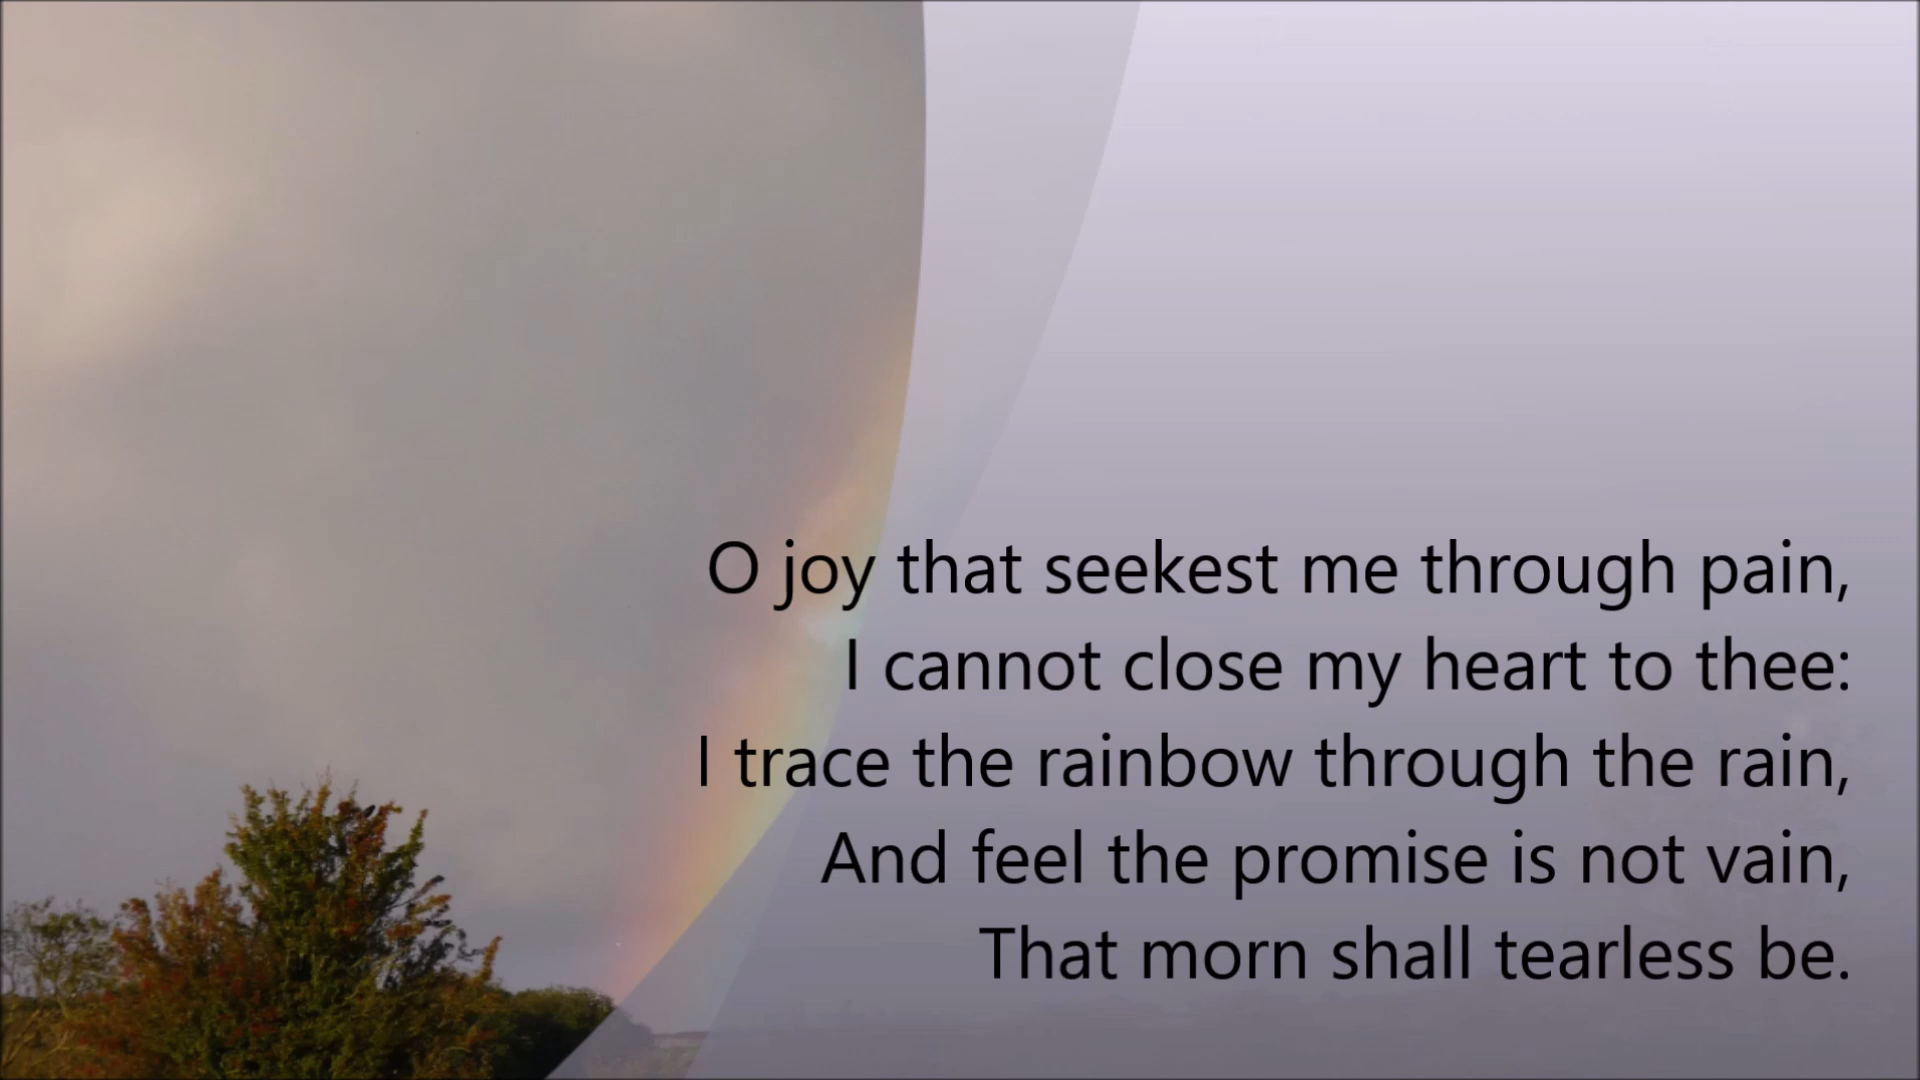 O joy that seekest me through pain,
I cannot close my heart to thee:
I trace the rainbow through the rain,
And feel the promise is not vain,
That morn shall tearless be.